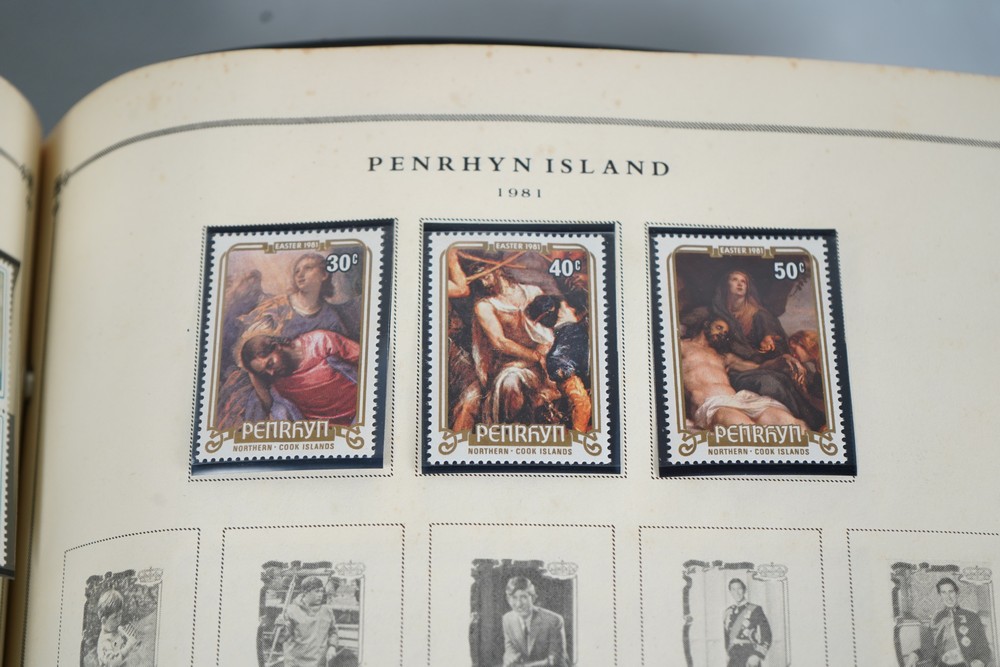 PENRHYN ISLAND
1981
EASTER 1981
30c
PENRHYN
NORTHERN · COOK ISLANDS
EASTER 1981
40c
PENRHYN
NORTHERN · COOK ISLANDS
EASTER 1981
50c
PENRHYN
NORTHERN · COOK ISLANDS